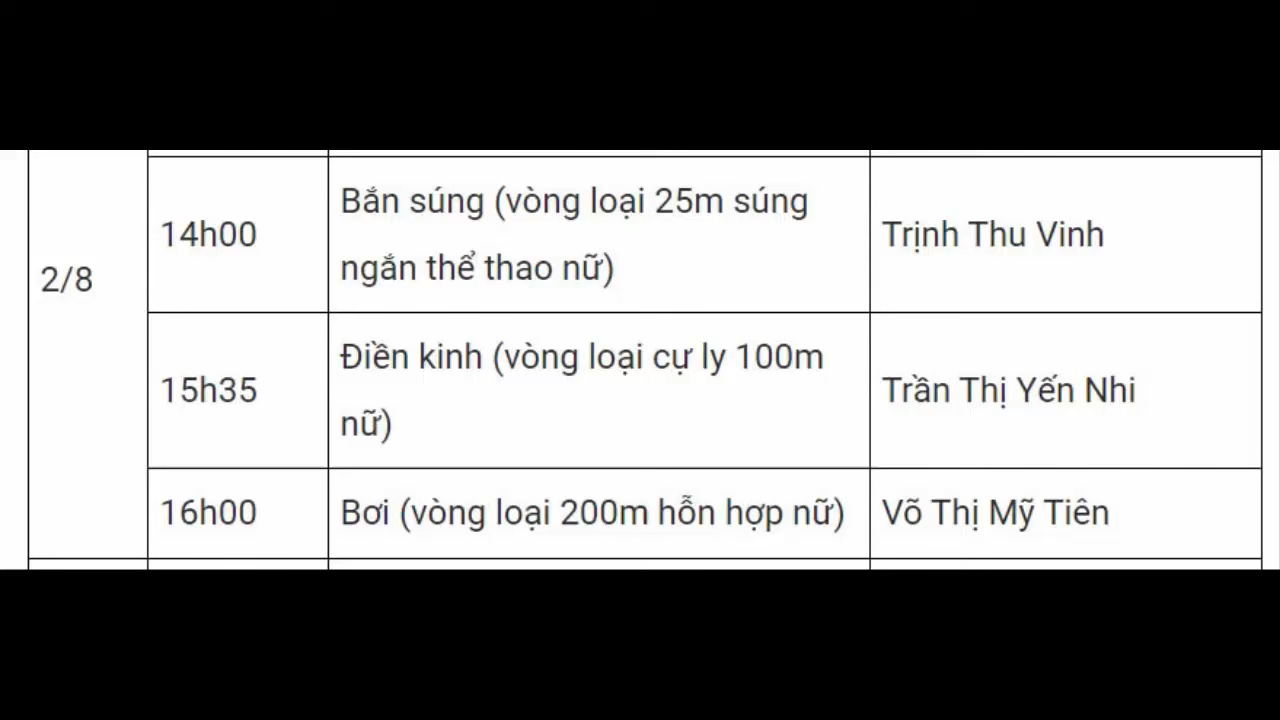 2/8
14h00
Bắn súng (vòng loại 25m súng
ngắn thể thao nữ)
Trịnh Thu Vinh
15h35
Điền kinh (vòng loại cự ly 100m
nữ)
Trần Thị Yến Nhi
16h00
Bơi (vòng loại 200m hỗn hợp nữ)
Võ Thị Mỹ Tiên